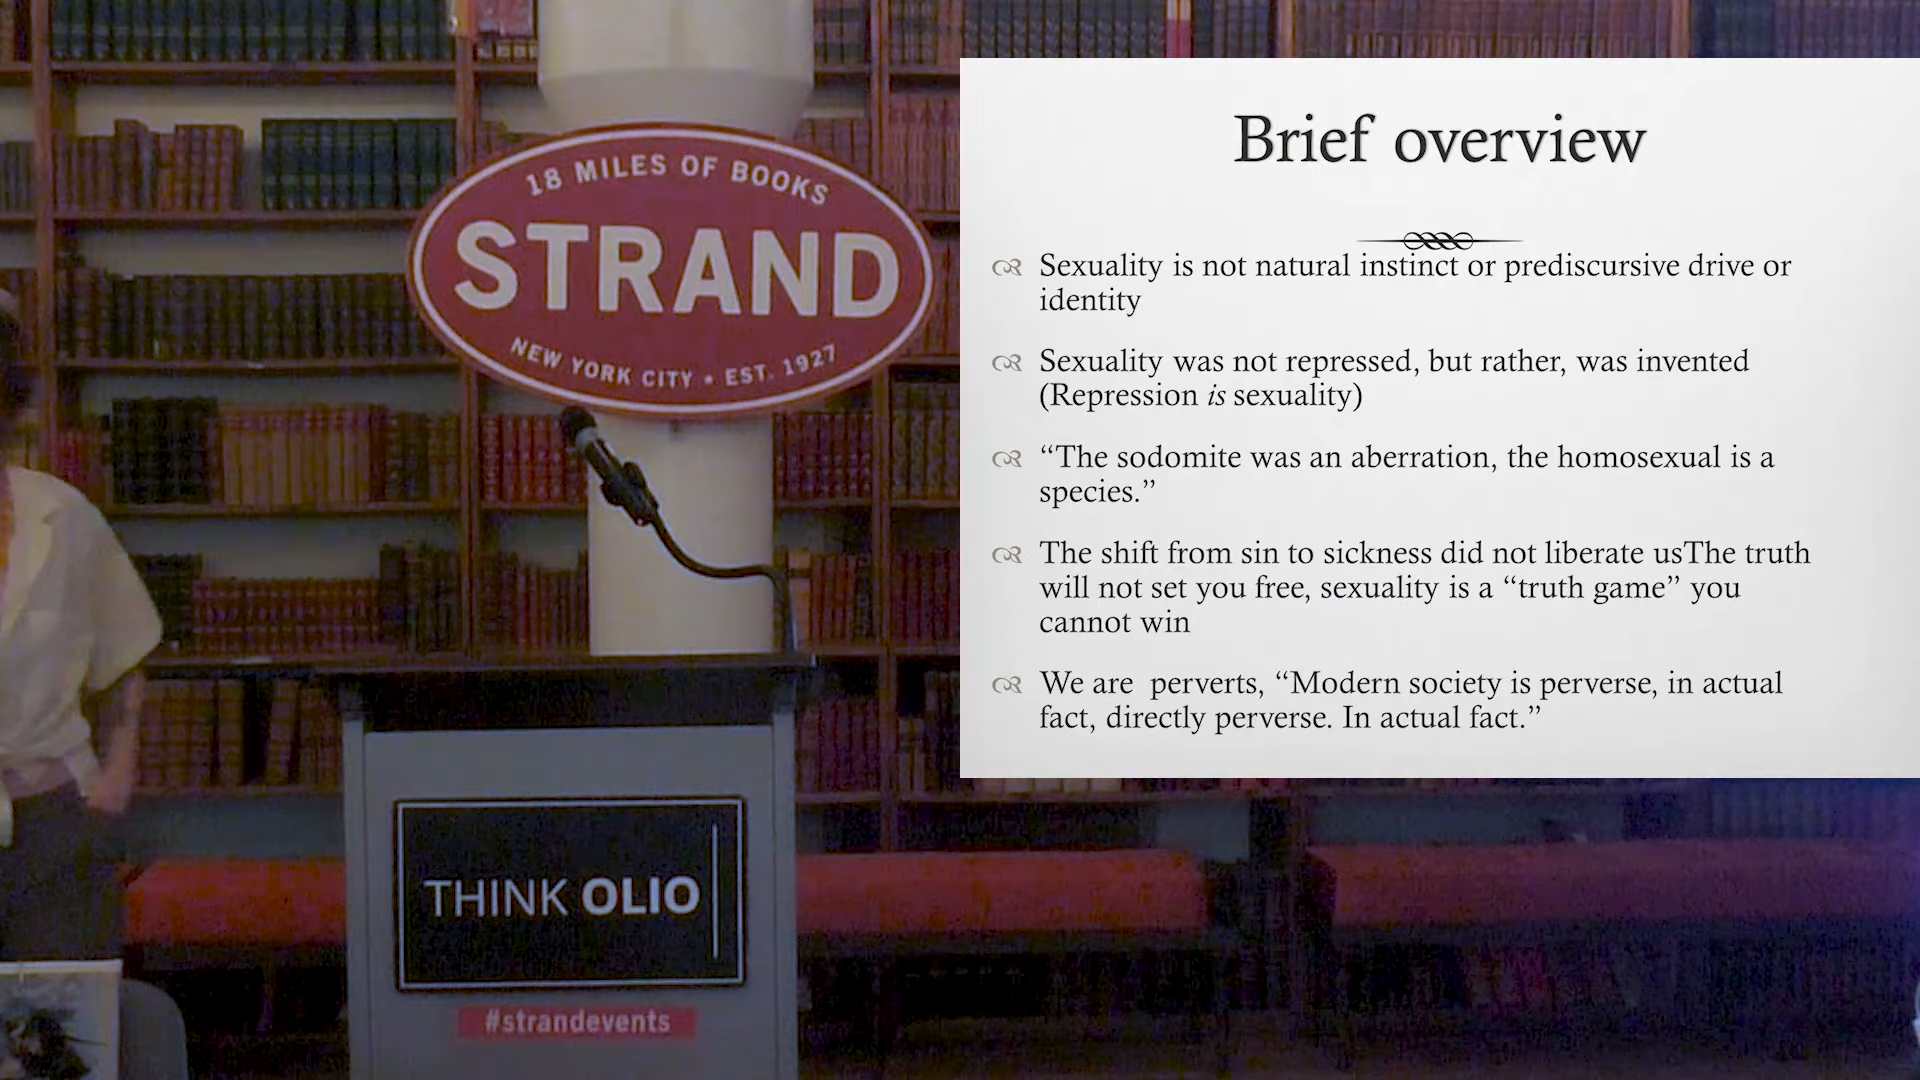 18 MILES OF BOOKS
STRAND
NEW YORK CITY • EST. 1927
THINK OLIO
#strandevents
Brief overview
Sexuality is not natural instinct or prediscursive drive or
identity
Sexuality was not repressed, but rather, was invented
(Repression is sexuality)
“The sodomite was an aberration, the homosexual is a
species.”
The shift from sin to sickness did not liberate usThe truth
will not set you free, sexuality is a “truth game” you
cannot win
We are  perverts, “Modern society is perverse, in actual
fact, directly perverse. In actual fact.”